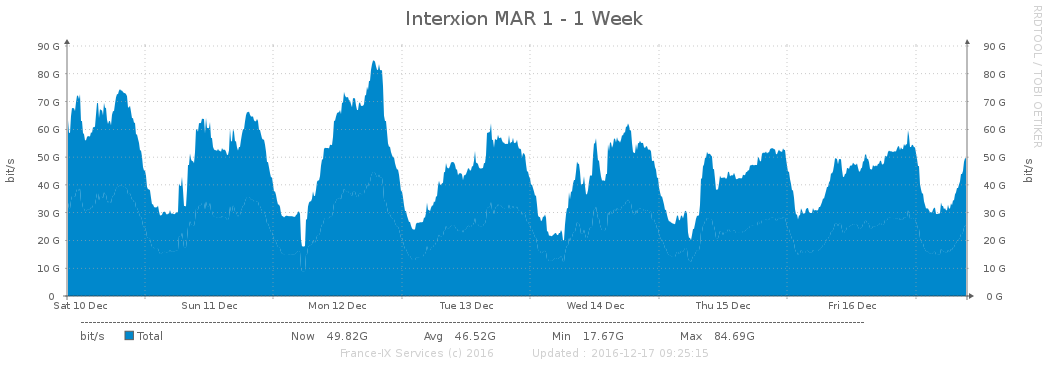 Interxion MAR 1 - 1 Week
RRDTOOL / TOBI OETIKER
bit/s
90 G
80 G
70 G
60 G
50 G
40 G
30 G
20 G
10 G
0
90 G
80 G
70 G
60 G
50 G
40 G
30 G
20 G
10 G
0 G
bit/s
Sat 10 Dec Sun 11 Dec Mon 12 Dec Tue 13 Dec Wed 14 Dec Thu 15 Dec Fri 16 Dec
bit/s Total Now 49.82G Avg 46.52G Min 17.67G Max 84.69G
France-IX Services (c) 2016 Updated : 2016-12-17 09:25:15